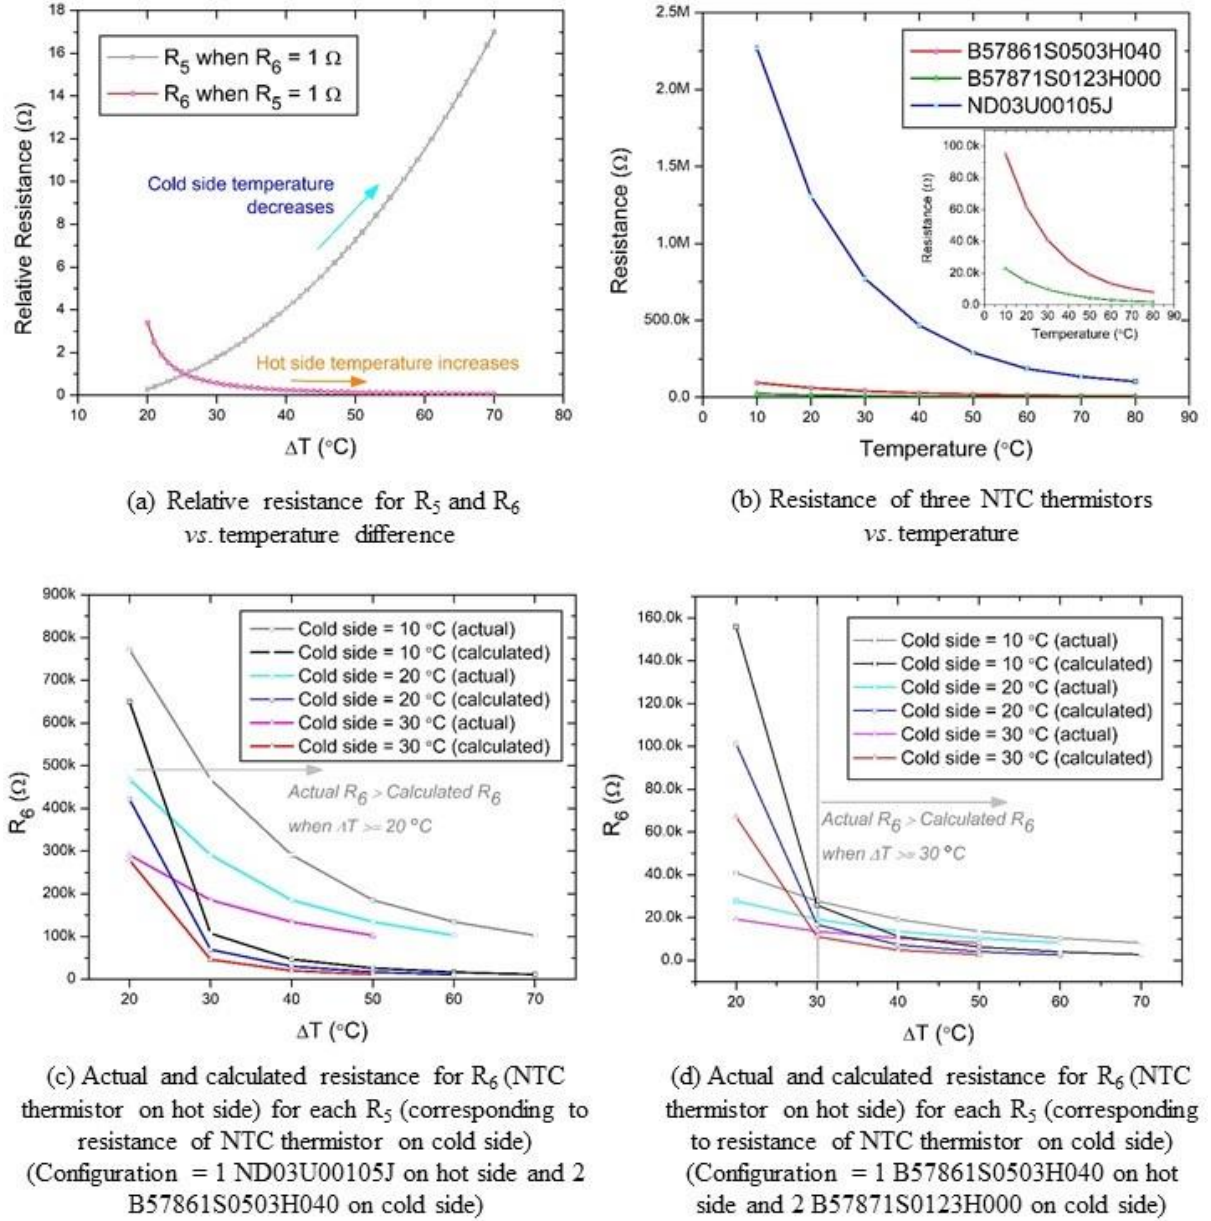 18
16
14
12
10
8
6
4
2
0
Relative Resistance (Ω)
R5 when R6 = 1 Ω
R6 when R5 = 1 Ω
Cold side temperature
decreases
Hot side temperature increases
10 20 30 40 50 60 70 80
ΔT (°C)
(a) Relative resistance for R5 and R6
vs. temperature difference
2.5M
2.0M
1.5M
1.0M
500.0k
0.0
Resistance (Ω)
B57861S0503H040
B57871S0123H000
ND03U00105J
100.0k
80.0k
60.0k
40.0k
20.0k
0.0
Resistance (Ω)
10 20 30 40 50 60 70 80 90
Temperature (°C)
0 10 20 30 40 50 60 70 80 90
Temperature (°C)
(b) Resistance of three NTC thermistors
vs. temperature
900k
800k
700k
600k
500k
400k
300k
200k
100k
0
R6 (Ω)
Cold side = 10 °C (actual)
Cold side = 10 °C (calculated)
Cold side = 20 °C (actual)
Cold side = 20 °C (calculated)
Cold side = 30 °C (actual)
Cold side = 30 °C (calculated)
Actual R6 > Calculated R6
when ΔT >= 20 °C
20 30 40 50 60 70
ΔT (°C)
(c) Actual and calculated resistance for R6 (NTC
thermistor on hot side) for each R5 (corresponding to
resistance of NTC thermistor on cold side)
(Configuration = 1 ND03U00105J on hot side and 2
B57861S0503H040 on cold side)
160.0k
140.0k
120.0k
100.0k
80.0k
60.0k
40.0k
20.0k
0.0
R6 (Ω)
Cold side = 10 °C (actual)
Cold side = 10 °C (calculated)
Cold side = 20 °C (actual)
Cold side = 20 °C (calculated)
Cold side = 30 °C (actual)
Cold side = 30 °C (calculated)
Actual R6 > Calculated R6
when ΔT >= 30 °C
20 30 40 50 60 70
ΔT (°C)
(d) Actual and calculated resistance for R6 (NTC
thermistor on hot side) for each R5 (corresponding
to resistance of NTC thermistor on cold side)
(Configuration = 1 B57861S0503H040 on hot
side and 2 B57871S0123H000 on cold side)